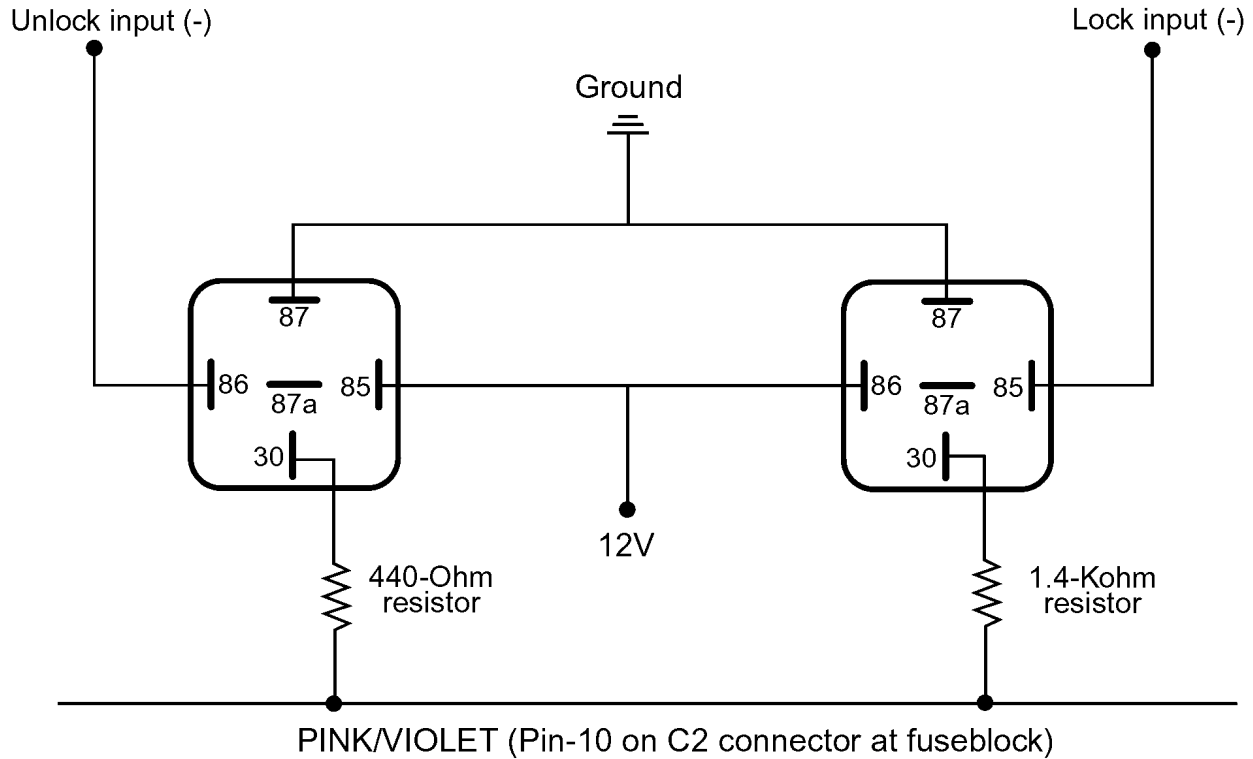 Unlock input (-)
Lock input (-)
Ground
87
87
86
87a
85
86
87a
85
30
30
12V
440-Ohm
resistor
1.4-Kohm
resistor
PINK/VIOLET (Pin-10 on C2 connector at fuseblock)